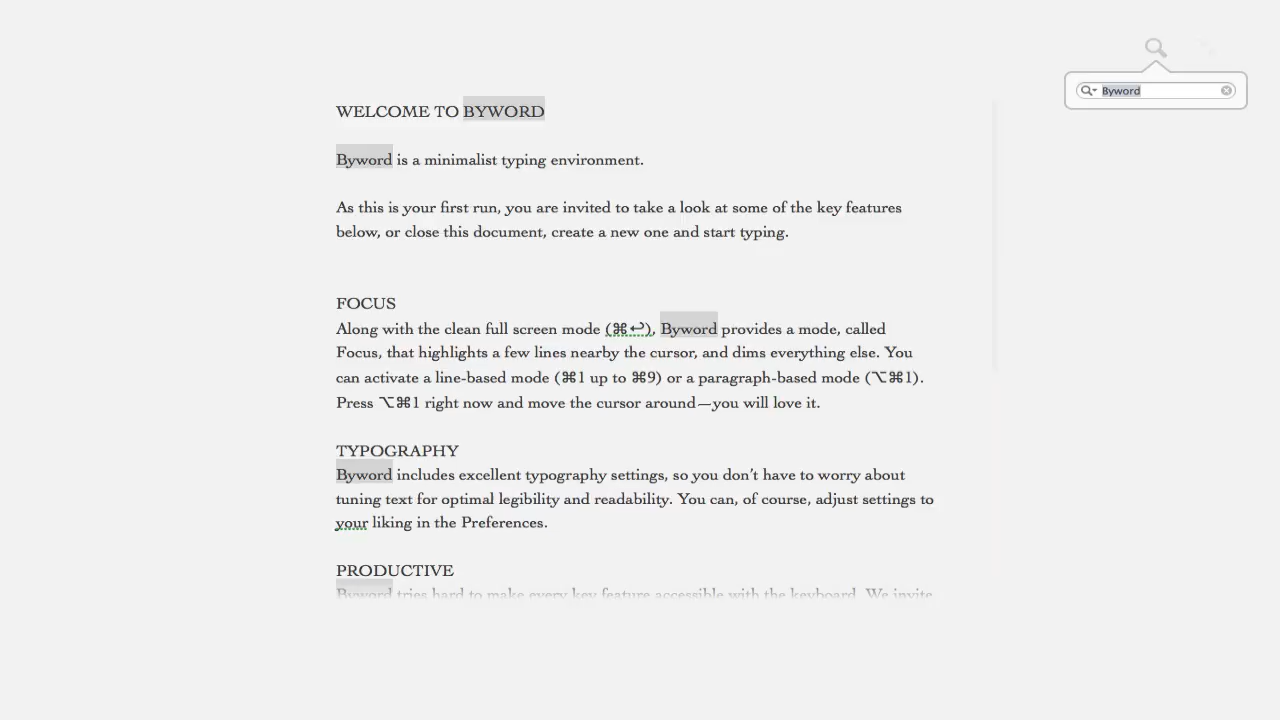 Byword
WELCOME TO BYWORD
Byword is a minimalist typing environment.
As this is your first run, you are invited to take a look at some of the key features
below, or close this document, create a new one and start typing.
FOCUS
Along with the clean full screen mode (⌘↩), Byword provides a mode, called
Focus, that highlights a few lines nearby the cursor, and dims everything else. You
can activate a line-based mode (⌘1 up to ⌘9) or a paragraph-based mode (⌥⌘1).
Press ⌥⌘1 right now and move the cursor around—you will love it.
TYPOGRAPHY
Byword includes excellent typography settings, so you don’t have to worry about
tuning text for optimal legibility and readability. You can, of course, adjust settings to
your liking in the Preferences.
PRODUCTIVE
Byword tries hard to make every key feature accessible with the keyboard. We invite